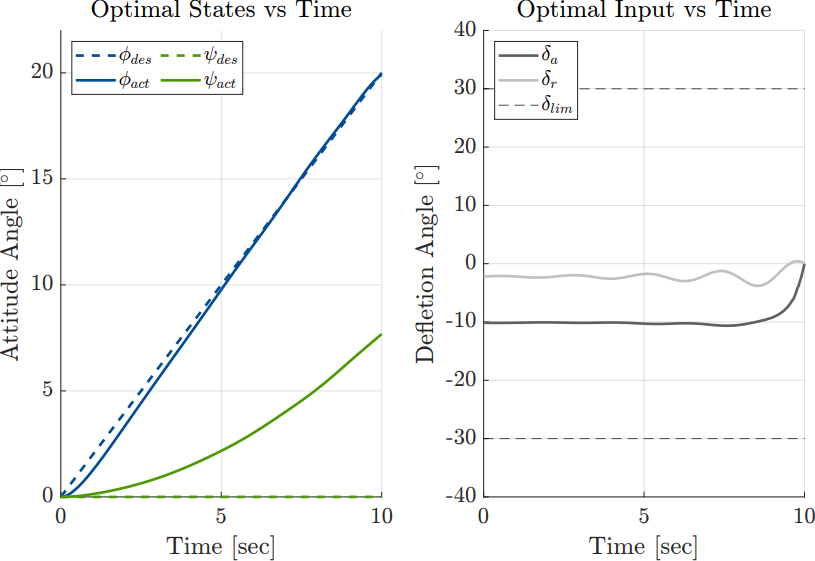 Optimal States vs Time
ϕdes ψdes
ϕact ψact
20
15
10
5
0
0 5 10
Attitude Angle [°]
Time [sec]
Optimal Input vs Time
δa
δr
δlim
40
30
20
10
0
-10
-20
-30
-40
0 5 10
Defletion Angle [°]
Time [sec]